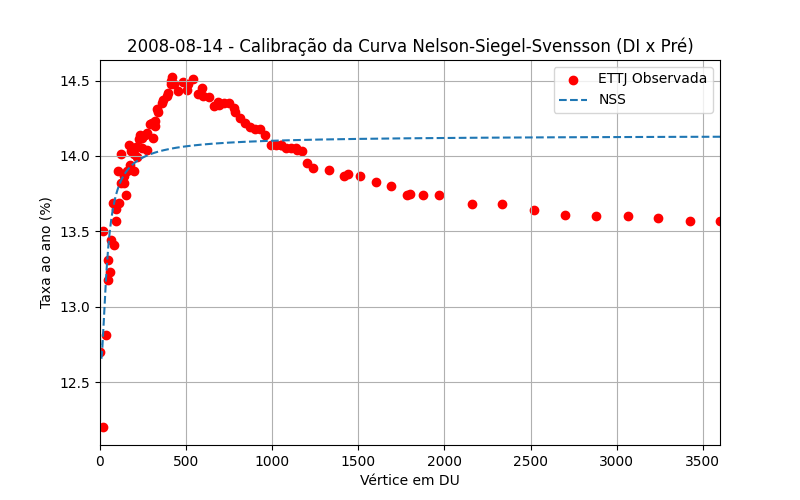 2008-08-14 - Calibração da Curva Nelson-Siegel-Svensson (DI x Pré)
ETTJ Observada
NSS
Taxa ao ano (%)
14.5
14.0
13.5
13.0
12.5
0 500 1000 1500 2000 2500 3000 3500
Vértice em DU